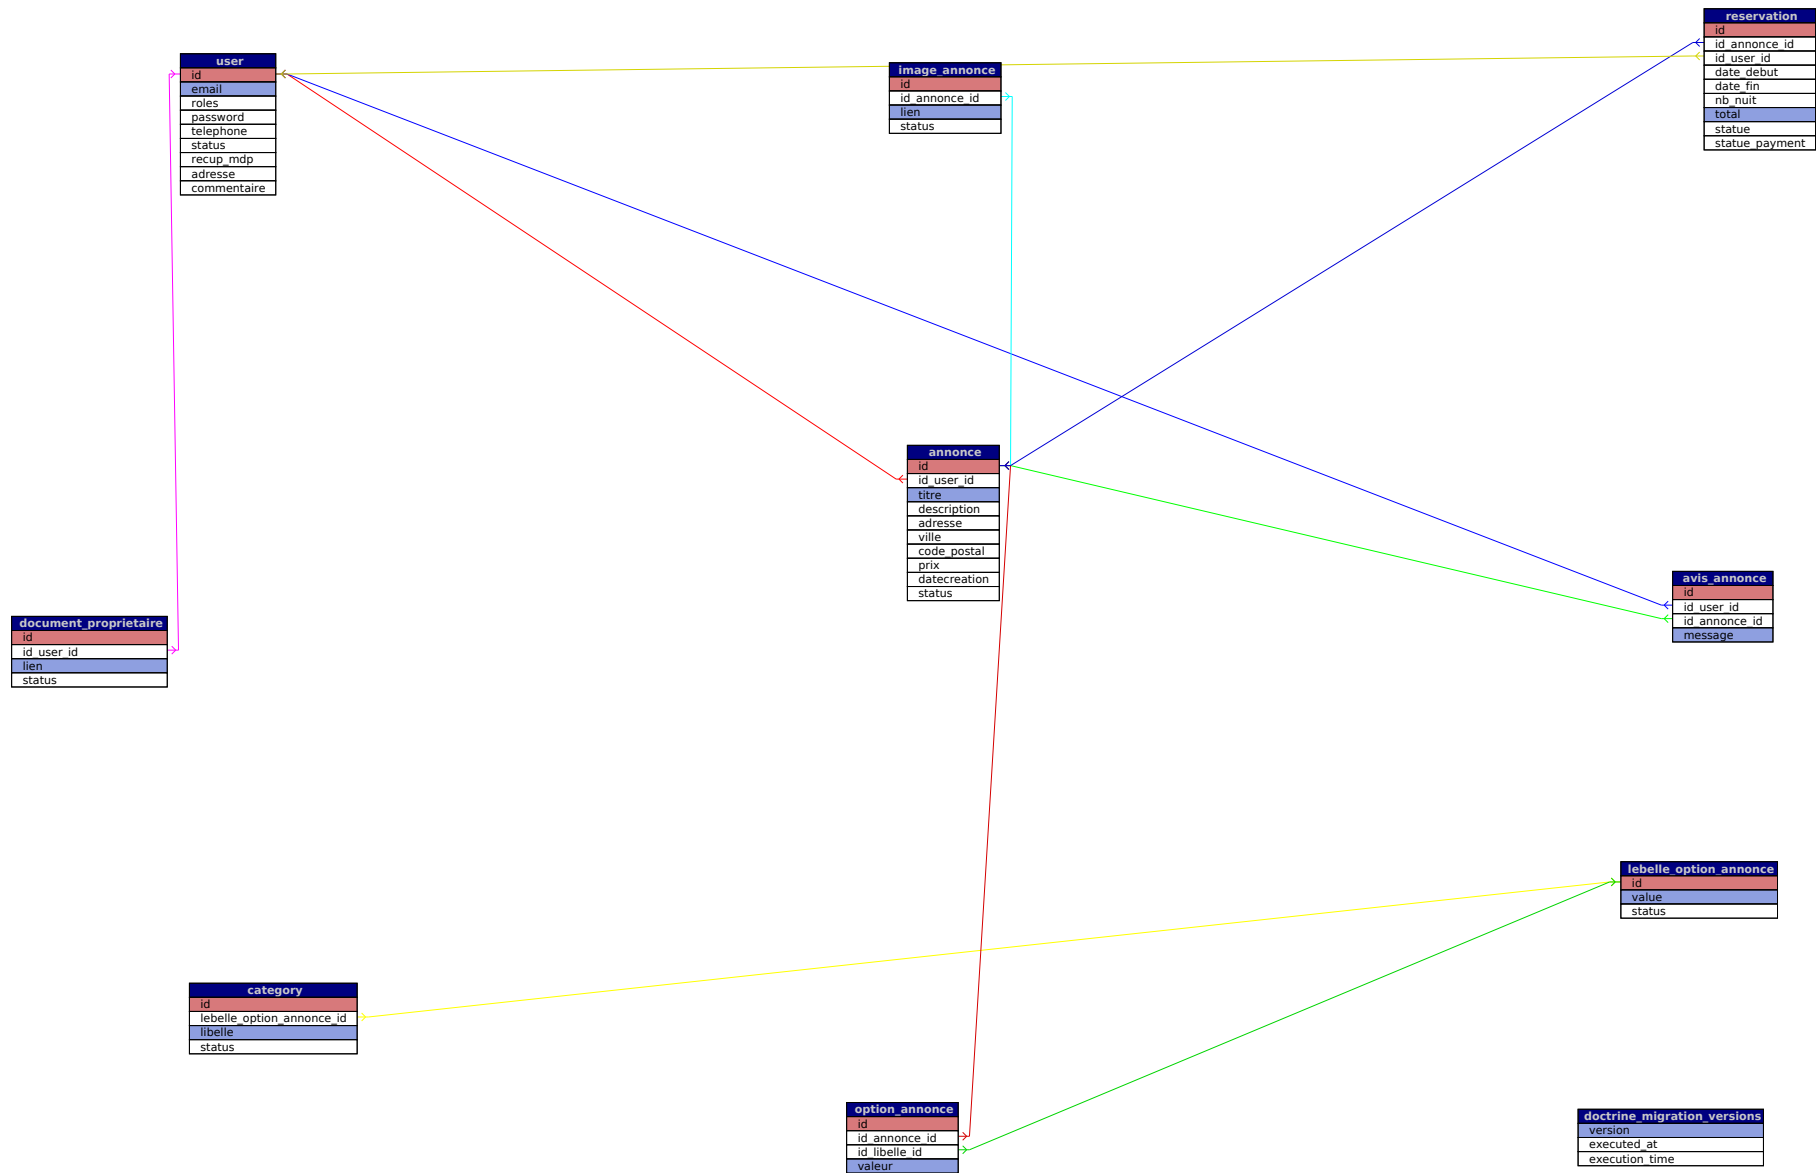 user
id
email
roles
password
telephone
status
recup_mdp
adresse
commentaire
image_annonce
id
id_annonce_id
lien
status
reservation
id
id_annonce_id
id_user_id
date_debut
date_fin
nb_nuit
total
statue
statue_payment
annonce
id
id_user_id
titre
description
adresse
ville
code_postal
prix
datecreation
status
avis_annonce
id
id_user_id
id_annonce_id
message
document_proprietaire
id
id_user_id
lien
status
lebelle_option_annonce
id
value
status
category
id
lebelle_option_annonce_id
libelle
status
option_annonce
id
id_annonce_id
id_libelle_id
valeur
doctrine_migration_versions
version
executed_at
execution_time